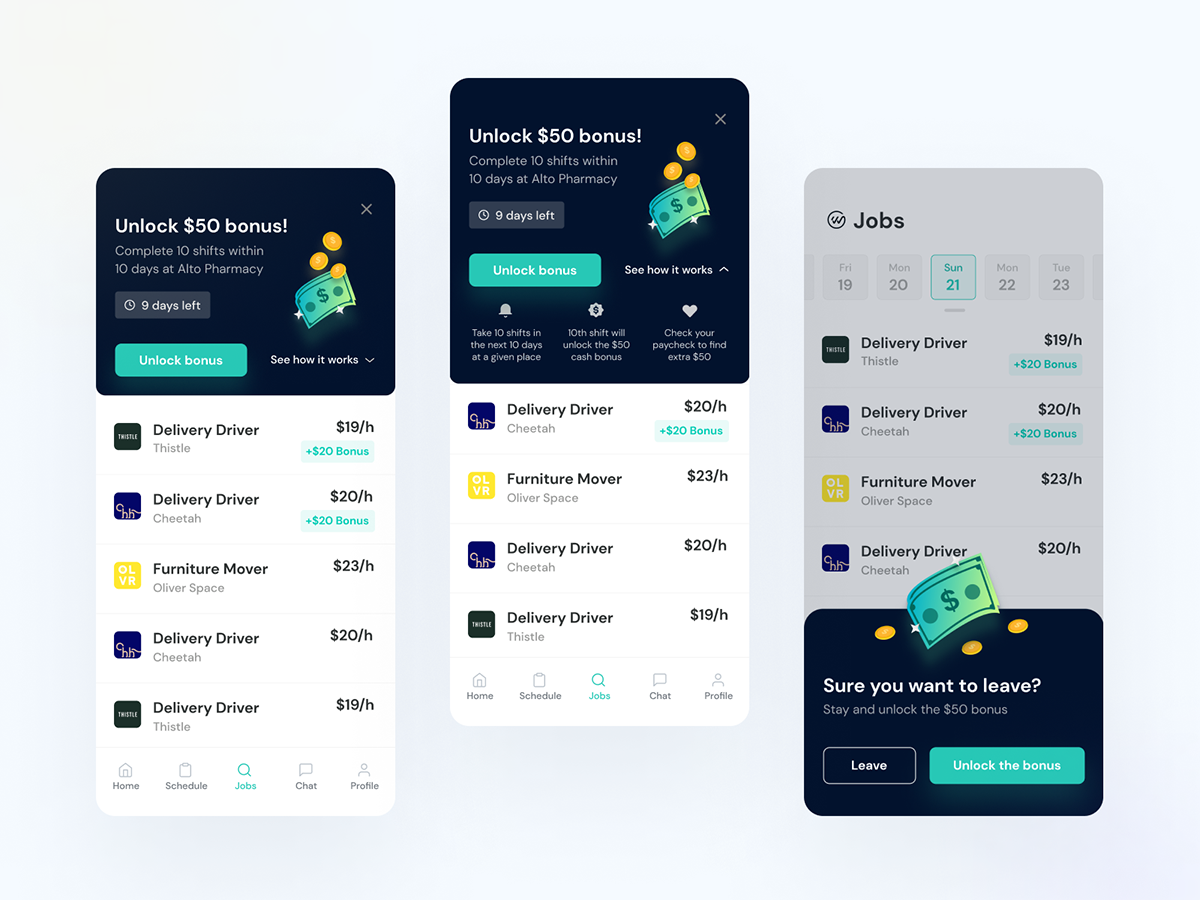 Unlock $50 bonus!
Complete 10 shifts within
10 days at Alto Pharmacy
9 days left
Unlock bonus
See how it works
THISTLE
Delivery Driver
Thistle
$19/h
+$20 Bonus
Chh
Delivery Driver
Cheetah
$20/h
+$20 Bonus
OL
VR
Furniture Mover
Oliver Space
$23/h
Chh
Delivery Driver
Cheetah
$20/h
THISTLE
Delivery Driver
Thistle
$19/h
Home
Schedule
Jobs
Chat
Profile
Unlock $50 bonus!
Complete 10 shifts within
10 days at Alto Pharmacy
9 days left
Unlock bonus
See how it works
Take 10 shifts in
the next 10 days
at a given place
10th shift will
unlock the $50
cash bonus
Check your
paycheck to find
extra $50
Chh
Delivery Driver
Cheetah
$20/h
+$20 Bonus
OL
VR
Furniture Mover
Oliver Space
$23/h
Chh
Delivery Driver
Cheetah
$20/h
THISTLE
Delivery Driver
Thistle
$19/h
Home
Schedule
Jobs
Chat
Profile
Jobs
Fri
19
Mon
20
Sun
21
Mon
22
Tue
23
THISTLE
Delivery Driver
Thistle
$19/h
+$20 Bonus
Chh
Delivery Driver
Cheetah
$20/h
+$20 Bonus
OL
VR
Furniture Mover
Oliver Space
$23/h
Chh
Delivery Driver
Cheetah
$20/h
$
Sure you want to leave?
Stay and unlock the $50 bonus
Leave
Unlock the bonus